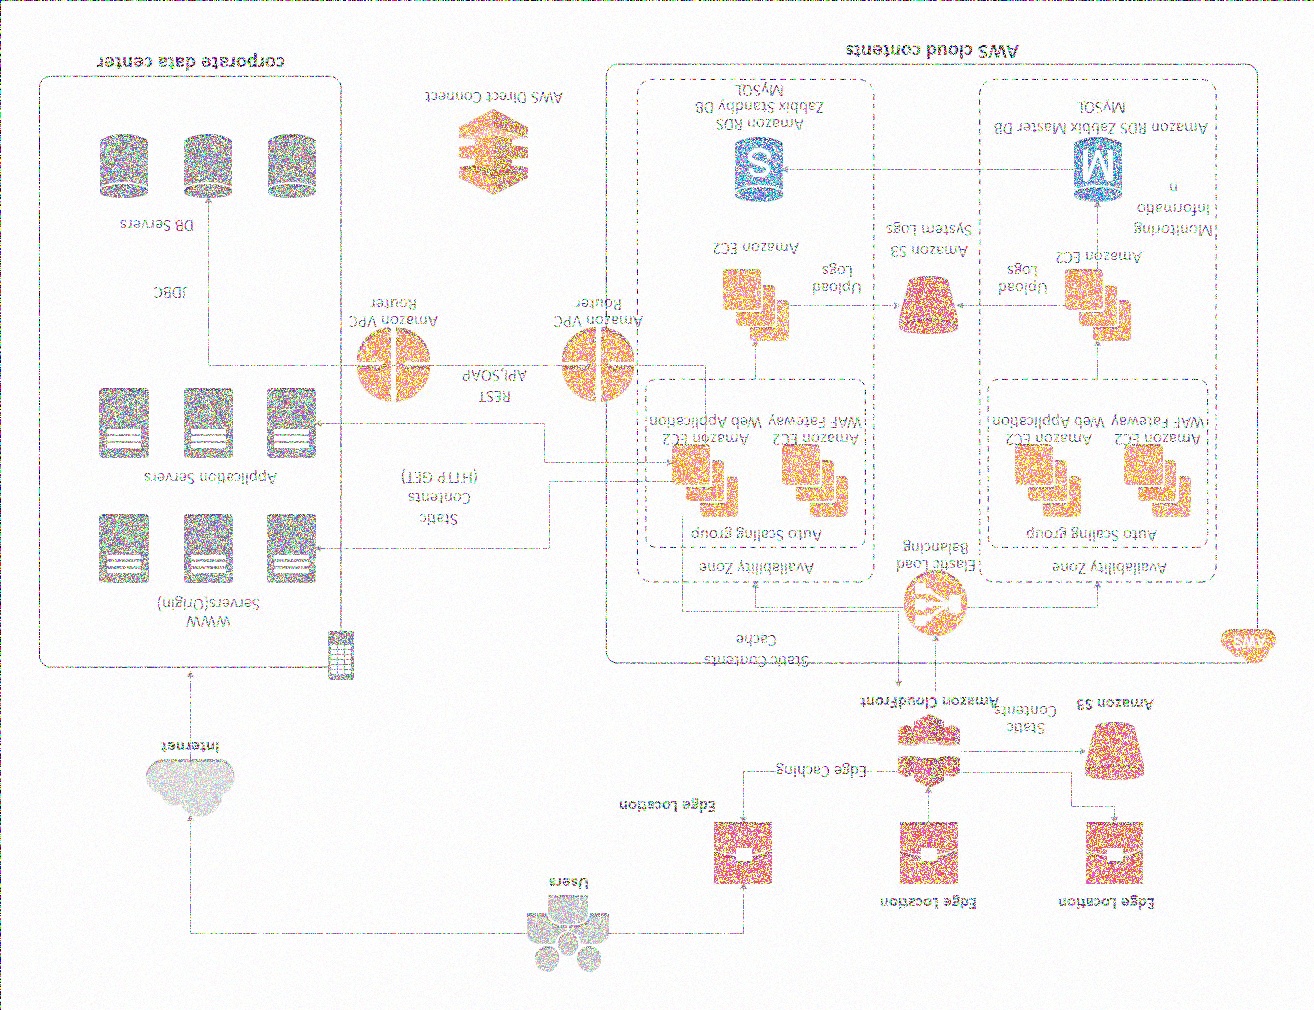 Users
Edge Location
Edge Location
Edge Location
Edge Caching
Internet
Static
Contents
Amazon S3
Amazon CloudFront
AWS
Static Contents
Cache
WWW
Servers(Origin)
Elastic Load
Balancing
Availability Zone
Availability Zone
Auto Scaling group
Auto Scaling group
Amazon
EC2
WAF Gateway
Amazon EC2
Web Application
Amazon
EC2
WAF Fateway
Amazon EC2
Web Application
Static
Contents
(HTTP GET)
Application Servers
REST
API,SOAP
Amazon VPC
Router
Amazon VPC
Router
JDBC
Upload
Logs
Upload
Logs
Amazon EC2
Amazon S3
System Logs
Amazon EC2
Monitoring
Informatio
n
DB Servers
M
S
Amazon RDS Zabbix Master DB
MySQL
Amazon RDS
Zabbix Standby DB
MySQL
AWS Direct Connect
AWS cloud contents
corporate data center